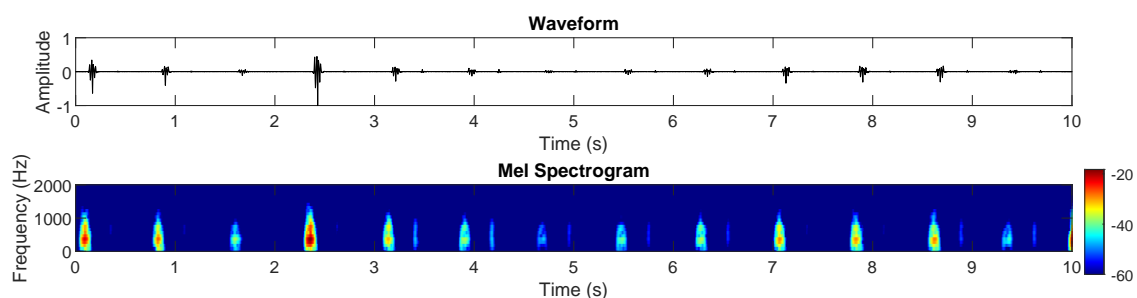 Waveform
1
0
-1
Amplitude
0 1 2 3 4 5 6 7 8 9 10
Time (s)
Mel Spectrogram
2000
1000
0
Frequency (Hz)
0 1 2 3 4 5 6 7 8 9 10
Time (s)
-20
-40
-60